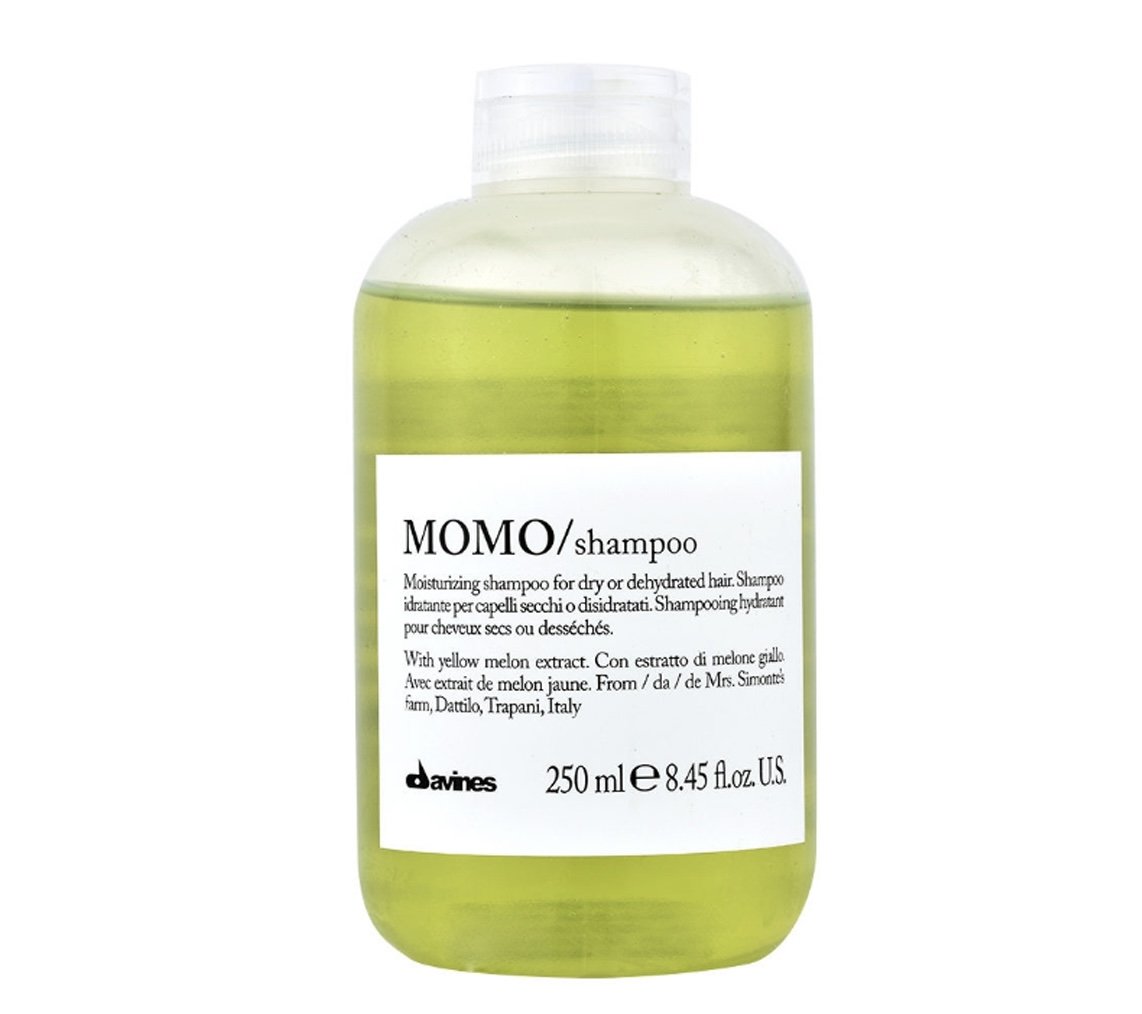 MOMO/shampoo
Moisturizing shampoo for dry or dehydrated hair. Shampoo
idratante per capelli secchi o disidratati. Shampooing hydratant
pour cheveux secs ou desséchés.
With yellow melon extract. Con estratto di melone giallo.
Avec extrait de melon jaune. From / da / de Mrs. Simonte's
farm, Dattilo, Trapani, Italy
davines 250 ml ℮ 8.45 fl.oz. U.S.